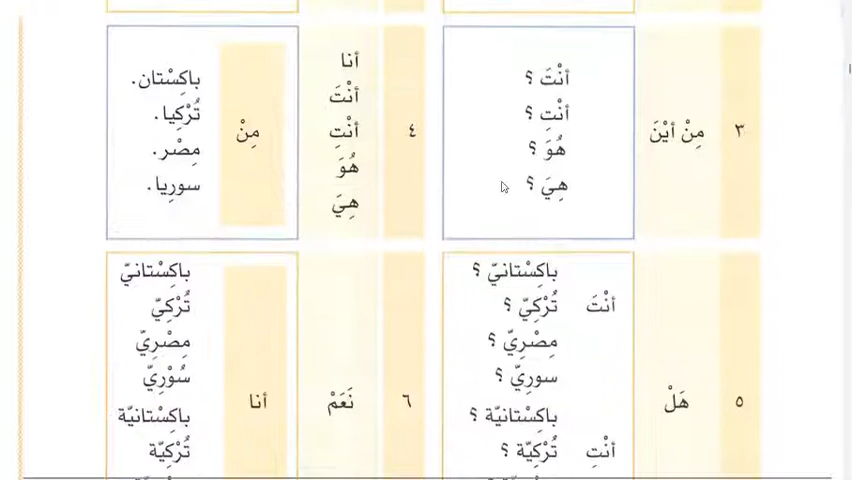 ٣ مِنْ أيْنَ
أنْتَ ؟
أنْتِ ؟
هُوَ ؟
هِيَ ؟
٤
أنا
أنْتَ
أنْتِ
هُوَ
هِيَ
مِنْ
باكِسْتان.
تُرْكِيا.
مِصْر.
سورِيا.
٥ هَلْ
أنْتَ
باكِسْتانيّ ؟
تُرْكِيّ ؟
مِصْرِيّ ؟
سورِيّ ؟
أنْتِ
باكِسْتانيّة ؟
تُرْكِيّة ؟
٦ نَعَمْ
أنا
باكِسْتانيّ
تُرْكِيّ
مِصْرِيّ
سُوْرِيّ
باكِسْتانيّة
تُرْكِيّة